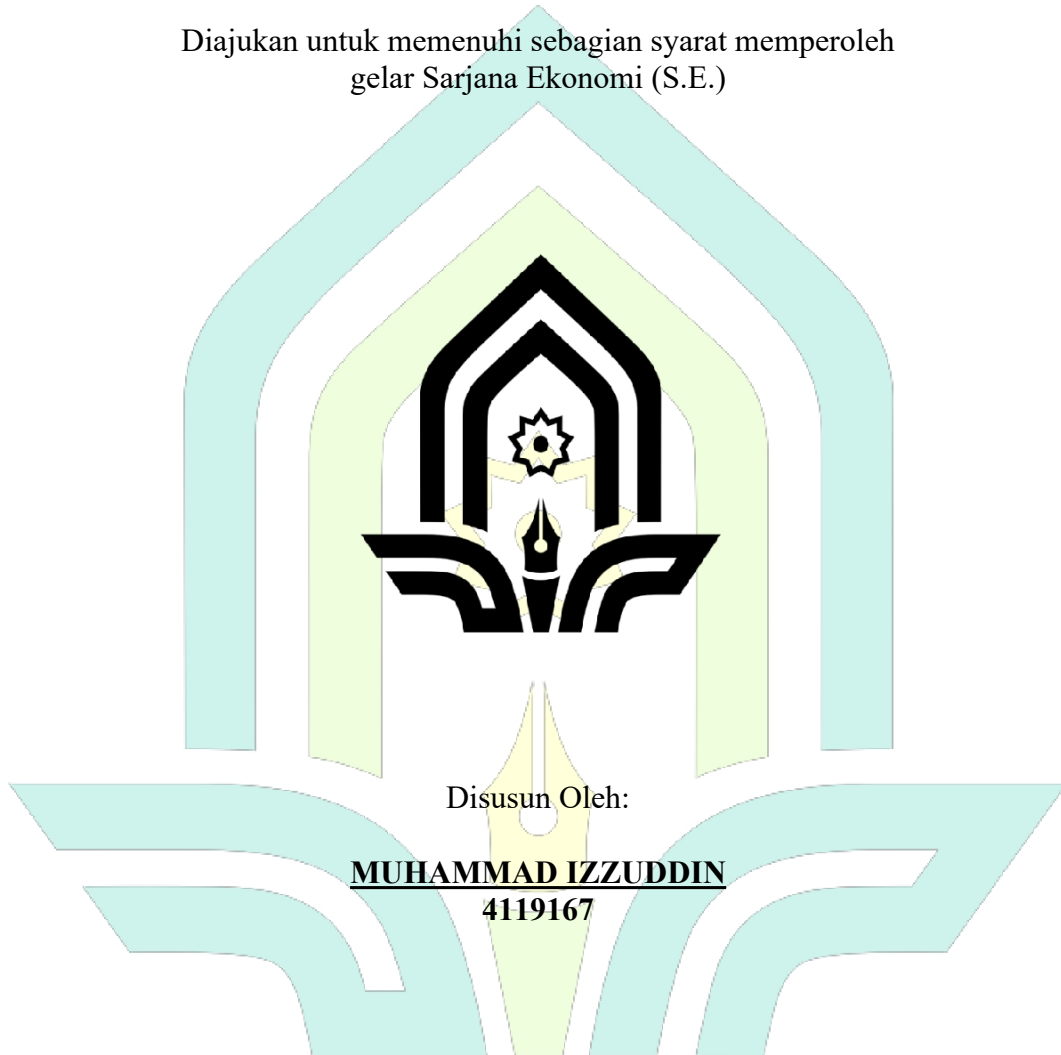 Diajukan untuk memenuhi sebagian syarat memperoleh
gelar Sarjana Ekonomi (S.E.)
Disusun Oleh:
MUHAMMAD IZZUDDIN
4119167